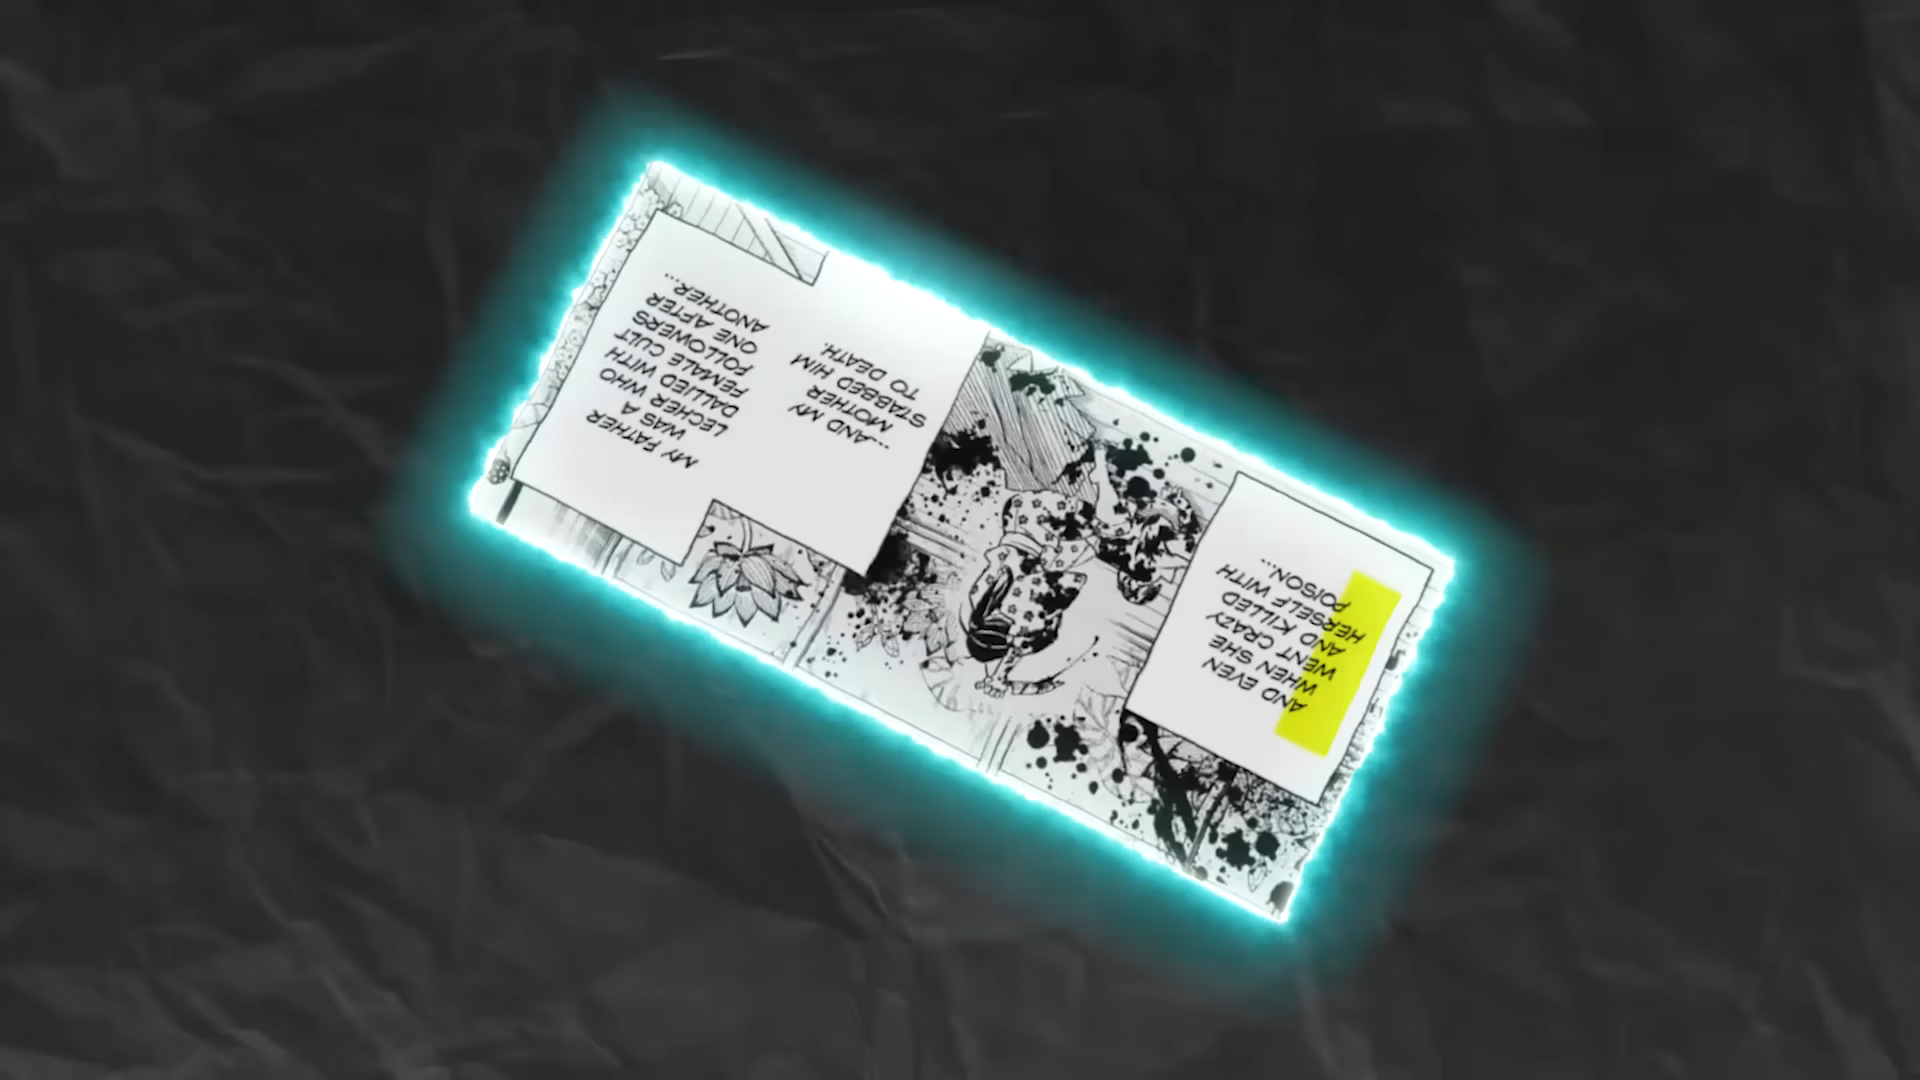 MY FATHER
WAS A
LECHER WHO
DALLIED WITH
FEMALE CULT
FOLLOWERS
ONE AFTER
ANOTHER....
...AND MY
MOTHER
STABBED HIM
TO DEATH.
AND EVEN
WHEN SHE
WENT CRAZY
AND KILLED
HERSELF WITH
POISON...